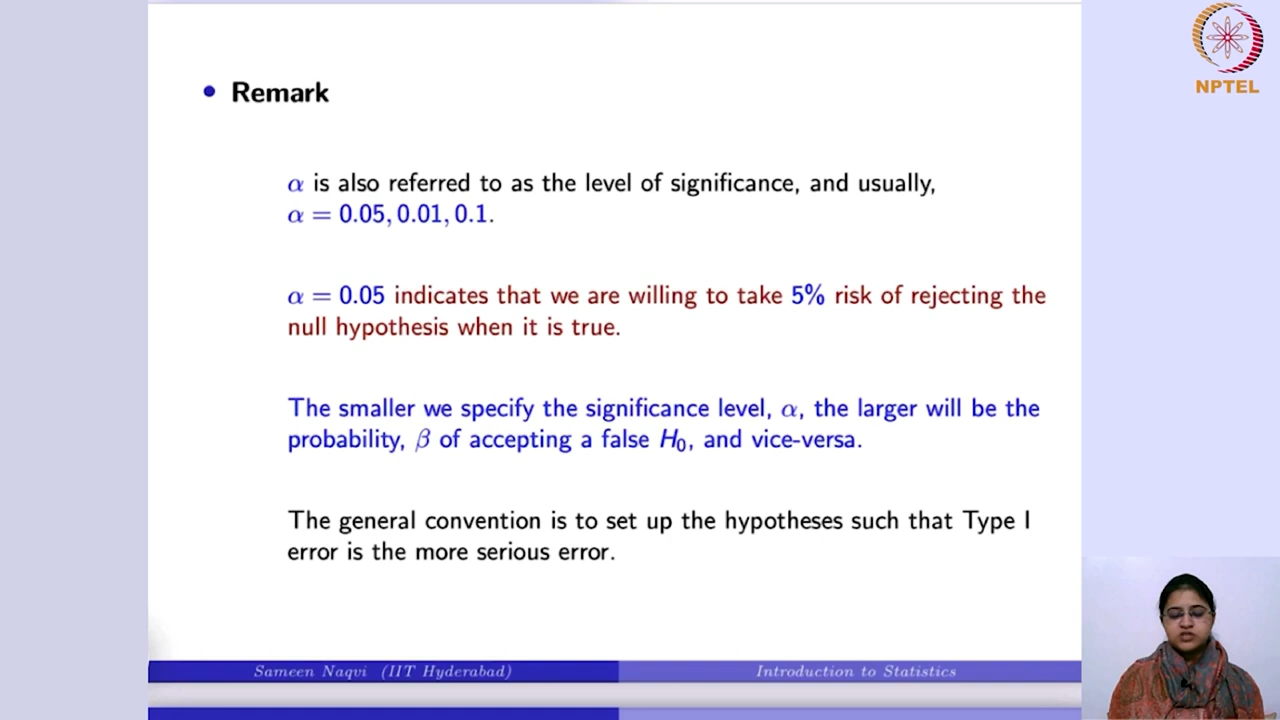 NPTEL
• Remark
α is also referred to as the level of significance, and usually,
α = 0.05, 0.01, 0.1.
α = 0.05 indicates that we are willing to take 5% risk of rejecting the
null hypothesis when it is true.
The smaller we specify the significance level, α, the larger will be the
probability, β of accepting a false H₀, and vice-versa.
The general convention is to set up the hypotheses such that Type I
error is the more serious error.
Sameen Naqvi (IIT Hyderabad)
Introduction to Statistics